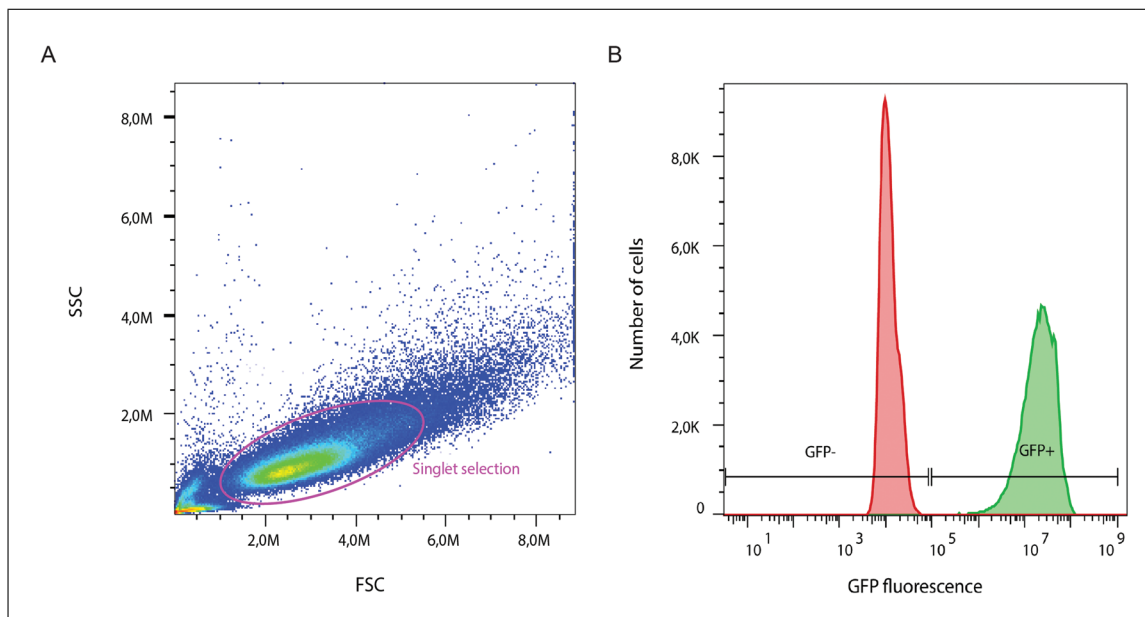 A
B
SSC
8,0M
6,0M
4,0M
2,0M
Singlet selection
2,0M
4,0M
6,0M
8,0M
FSC
Number of cells
8,0K
6,0K
4,0K
2,0K
0
GFP-
GFP+
10^1
10^3
10^5
10^7
10^9
GFP fluorescence